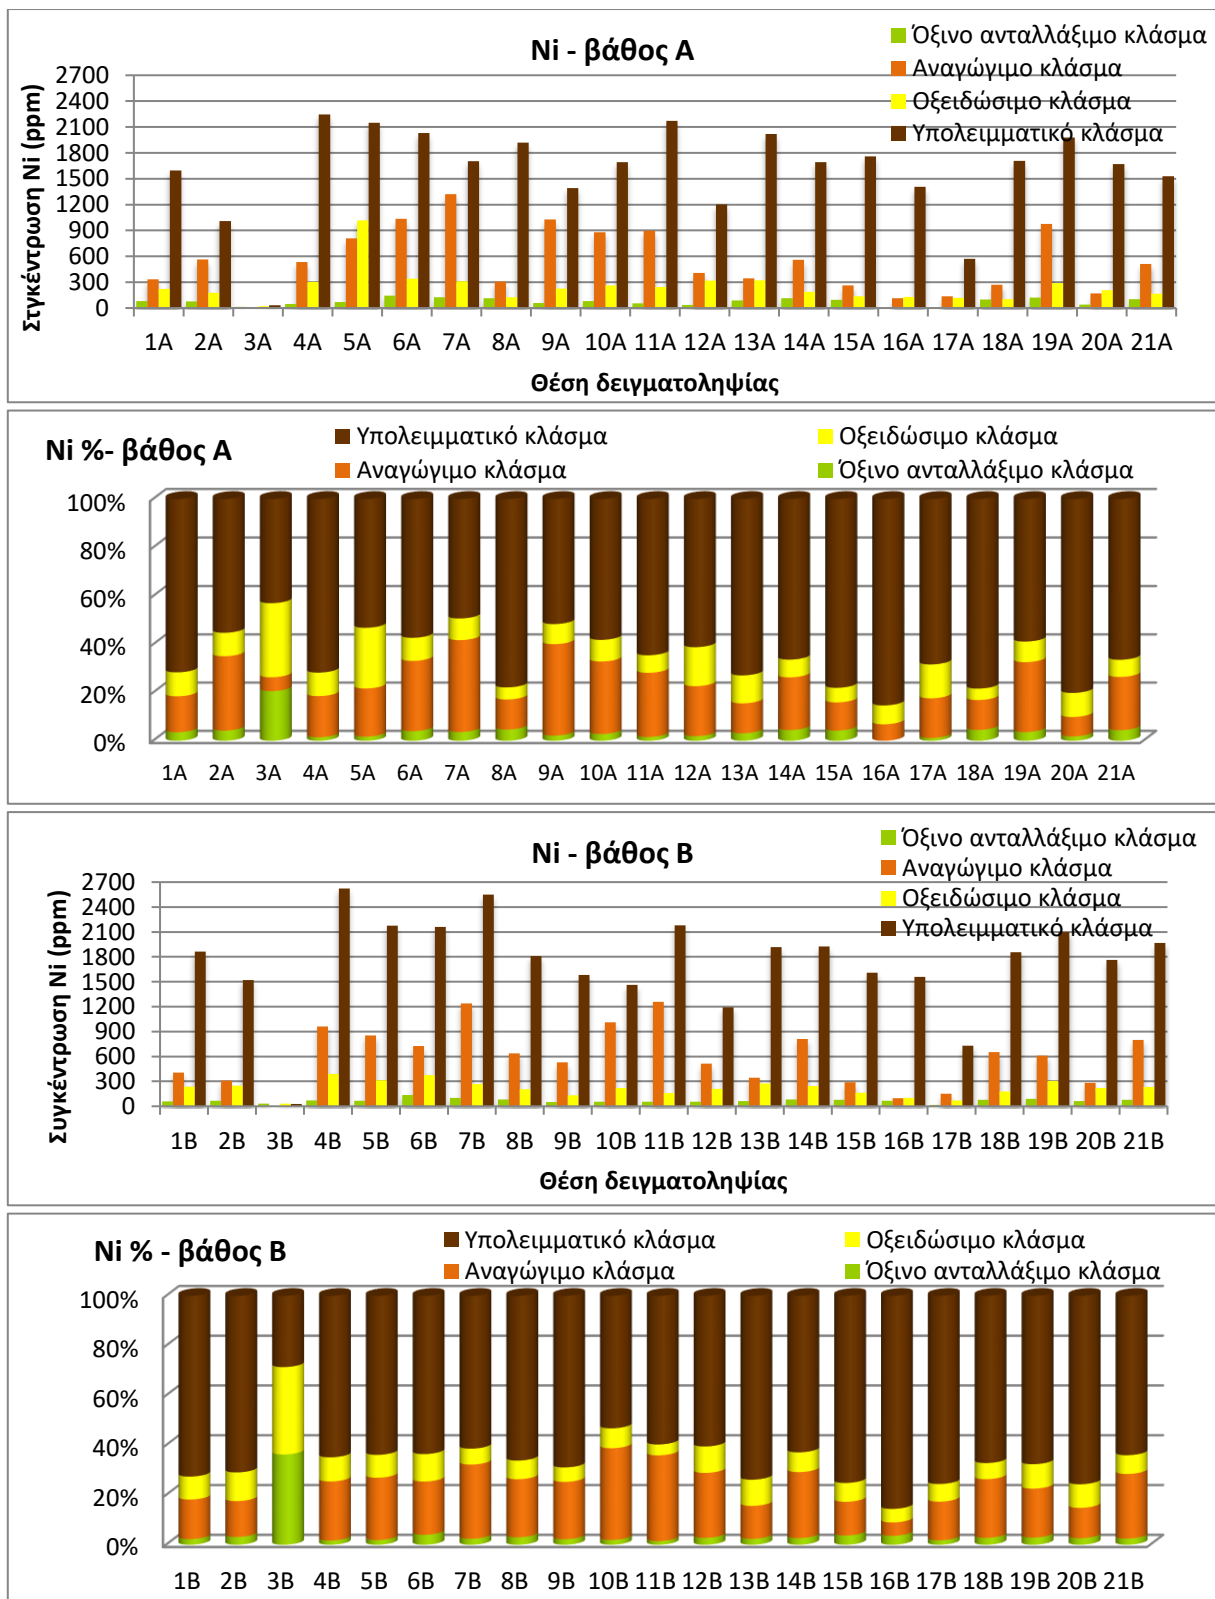 Ni - βάθος Α
Όξινο ανταλλάξιμο κλάσμα
Αναγώγιμο κλάσμα
Οξειδώσιμο κλάσμα
Υπολειμματικό κλάσμα
Στγκέντρωση Ni (ppm)
2700
2400
2100
1800
1500
1200
900
600
300
0
1A 2A 3A 4A 5A 6A 7A 8A 9A 10A 11A 12A 13A 14A 15A 16A 17A 18A 19A 20A 21A
Θέση δειγματοληψίας
Ni %- βάθος Α
Υπολειμματικό κλάσμα
Οξειδώσιμο κλάσμα
Αναγώγιμο κλάσμα
Όξινο ανταλλάξιμο κλάσμα
100%
80%
60%
40%
20%
0%
1A 2A 3A 4A 5A 6A 7A 8A 9A 10A 11A 12A 13A 14A 15A 16A 17A 18A 19A 20A 21A
Ni - βάθος Β
Όξινο ανταλλάξιμο κλάσμα
Αναγώγιμο κλάσμα
Οξειδώσιμο κλάσμα
Υπολειμματικό κλάσμα
Συγκέντρωση Ni (ppm)
2700
2400
2100
1800
1500
1200
900
600
300
0
1B 2B 3B 4B 5B 6B 7B 8B 9B 10B 11B 12B 13B 14B 15B 16B 17B 18B 19B 20B 21B
Θέση δειγματοληψίας
Ni % - βάθος Β
Υπολειμματικό κλάσμα
Οξειδώσιμο κλάσμα
Αναγώγιμο κλάσμα
Όξινο ανταλλάξιμο κλάσμα
100%
80%
60%
40%
20%
0%
1B 2B 3B 4B 5B 6B 7B 8B 9B 10B 11B 12B 13B 14B 15B 16B 17B 18B 19B 20B 21B